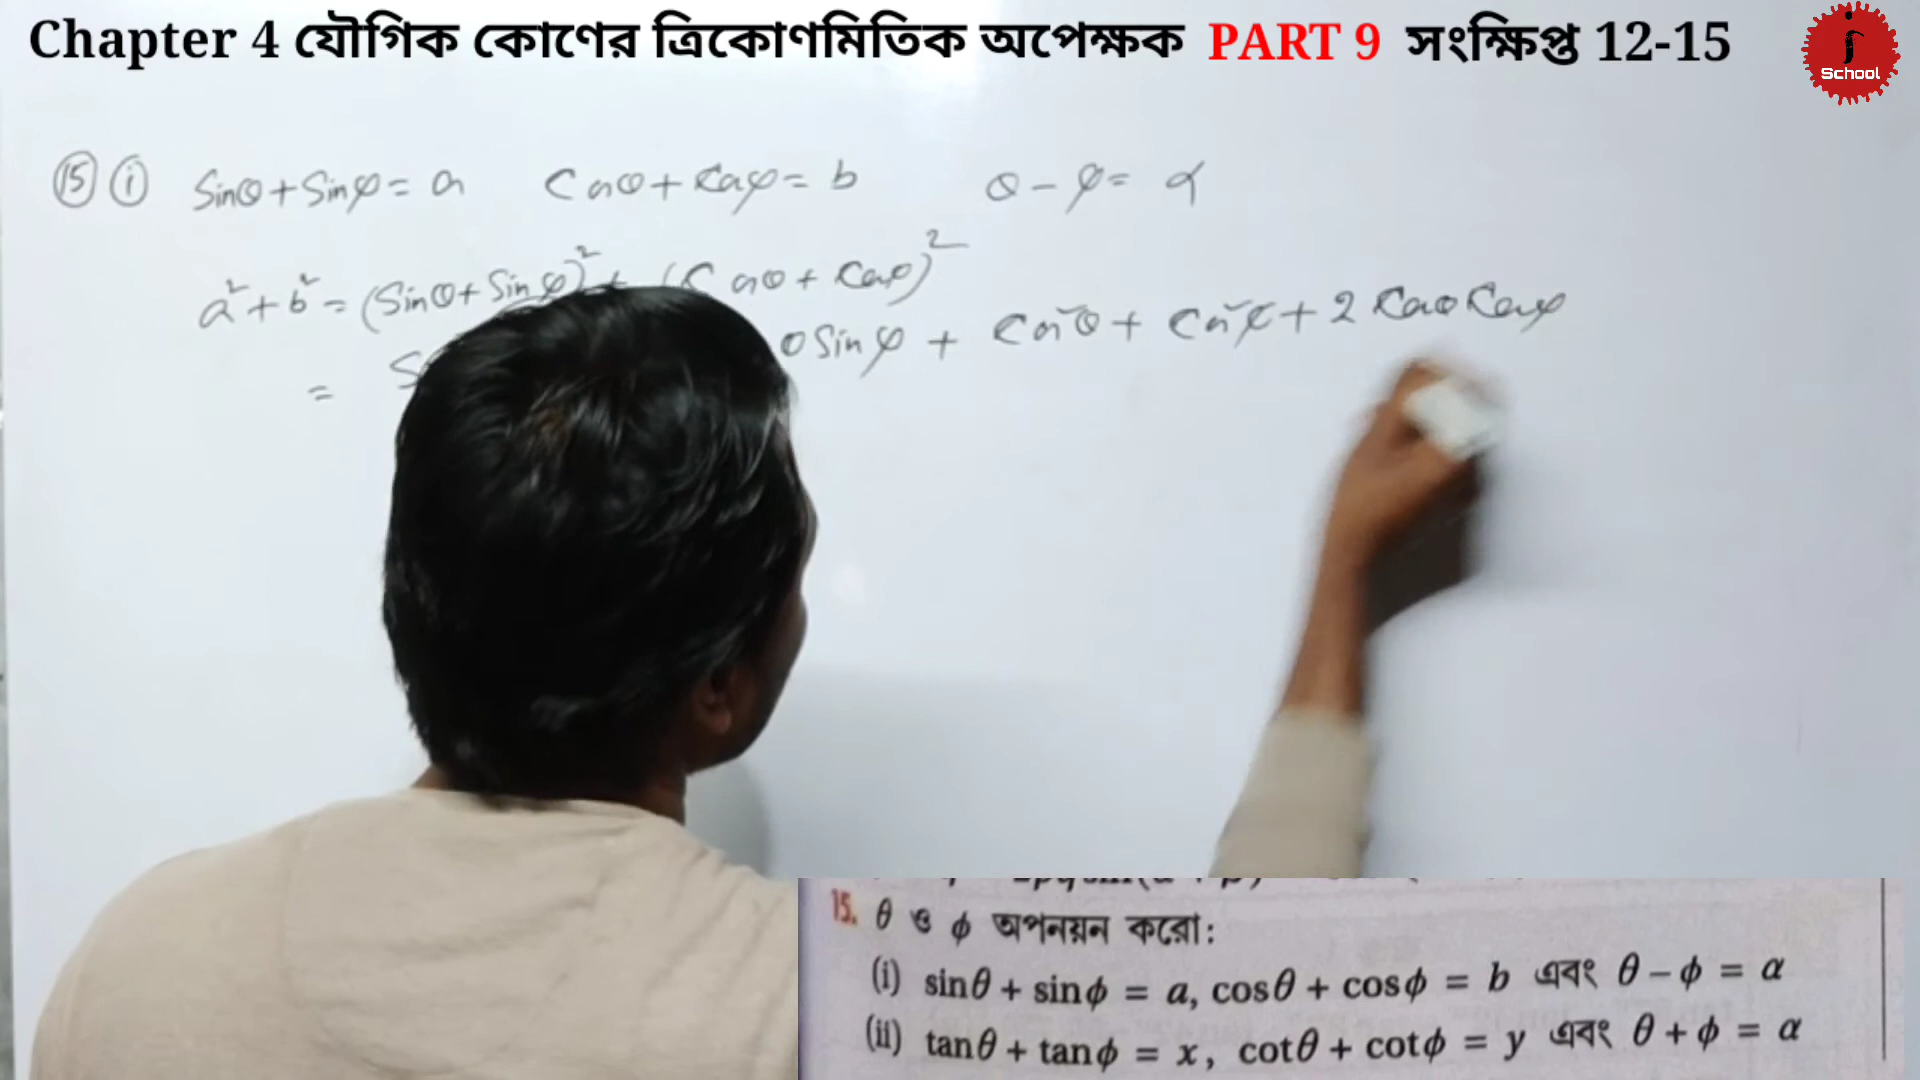 Chapter 4 যৌগিক কোণের ত্রিকোণমিতিক অপেক্ষক PART 9 সংক্ষিপ্ত 12-15
School
15 i Sinθ + Sinφ = a Cosθ + Cosφ = b θ - φ = α
a² + b² = (Sinθ + Sinφ)² + (Cosθ + Cosφ)²
= Sinφ + Cos²θ + Cos²φ + 2 Cosθ Cosφ
15. θ ও ϕ অপনয়ন করো:
(i) sinθ + sinϕ = a, cosθ + cosϕ = b এবং θ – ϕ = α
(ii) tanθ + tanϕ = x, cotθ + cotϕ = y এবং θ + ϕ = α